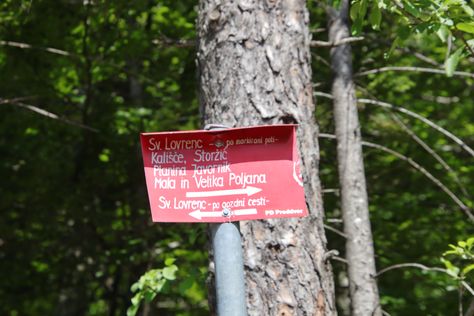 Sv. Lovrenc -po markirani poti-
Kališče, Storžič
Planina Javornik
Mala in Velika Poljana
Sv. Lovrenc -po gozdni cesti-
PD Preddvor